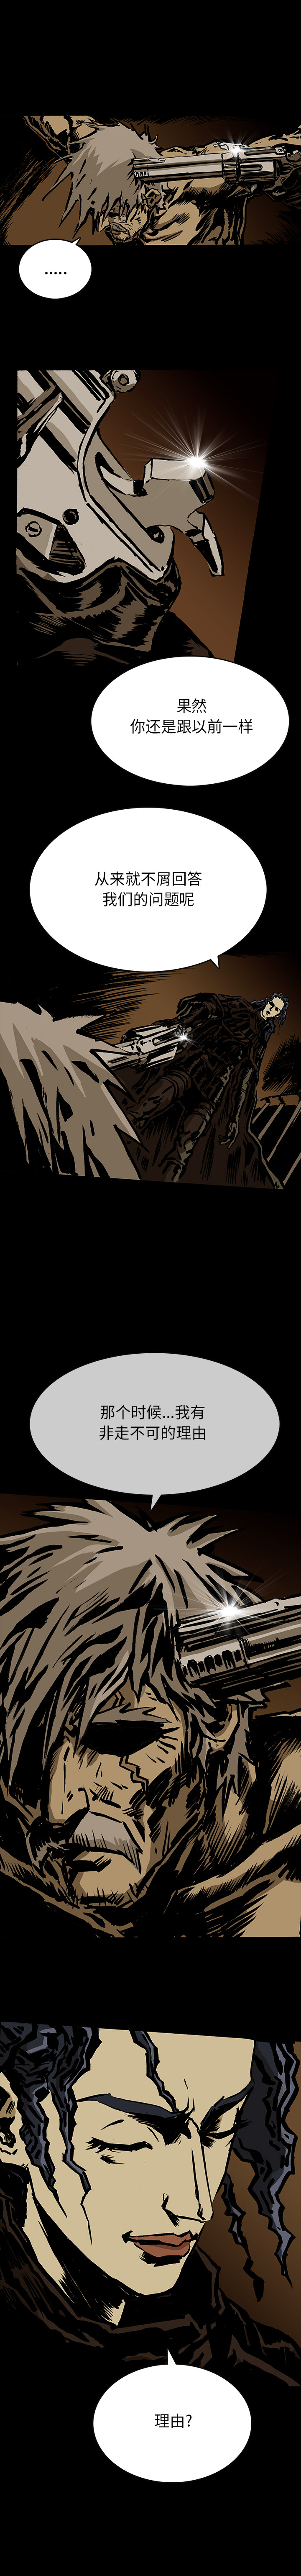 .....
果然
你还是跟以前一样
从来就不屑回答
我们的问题呢
那个时候...我有
非走不可的理由
理由?